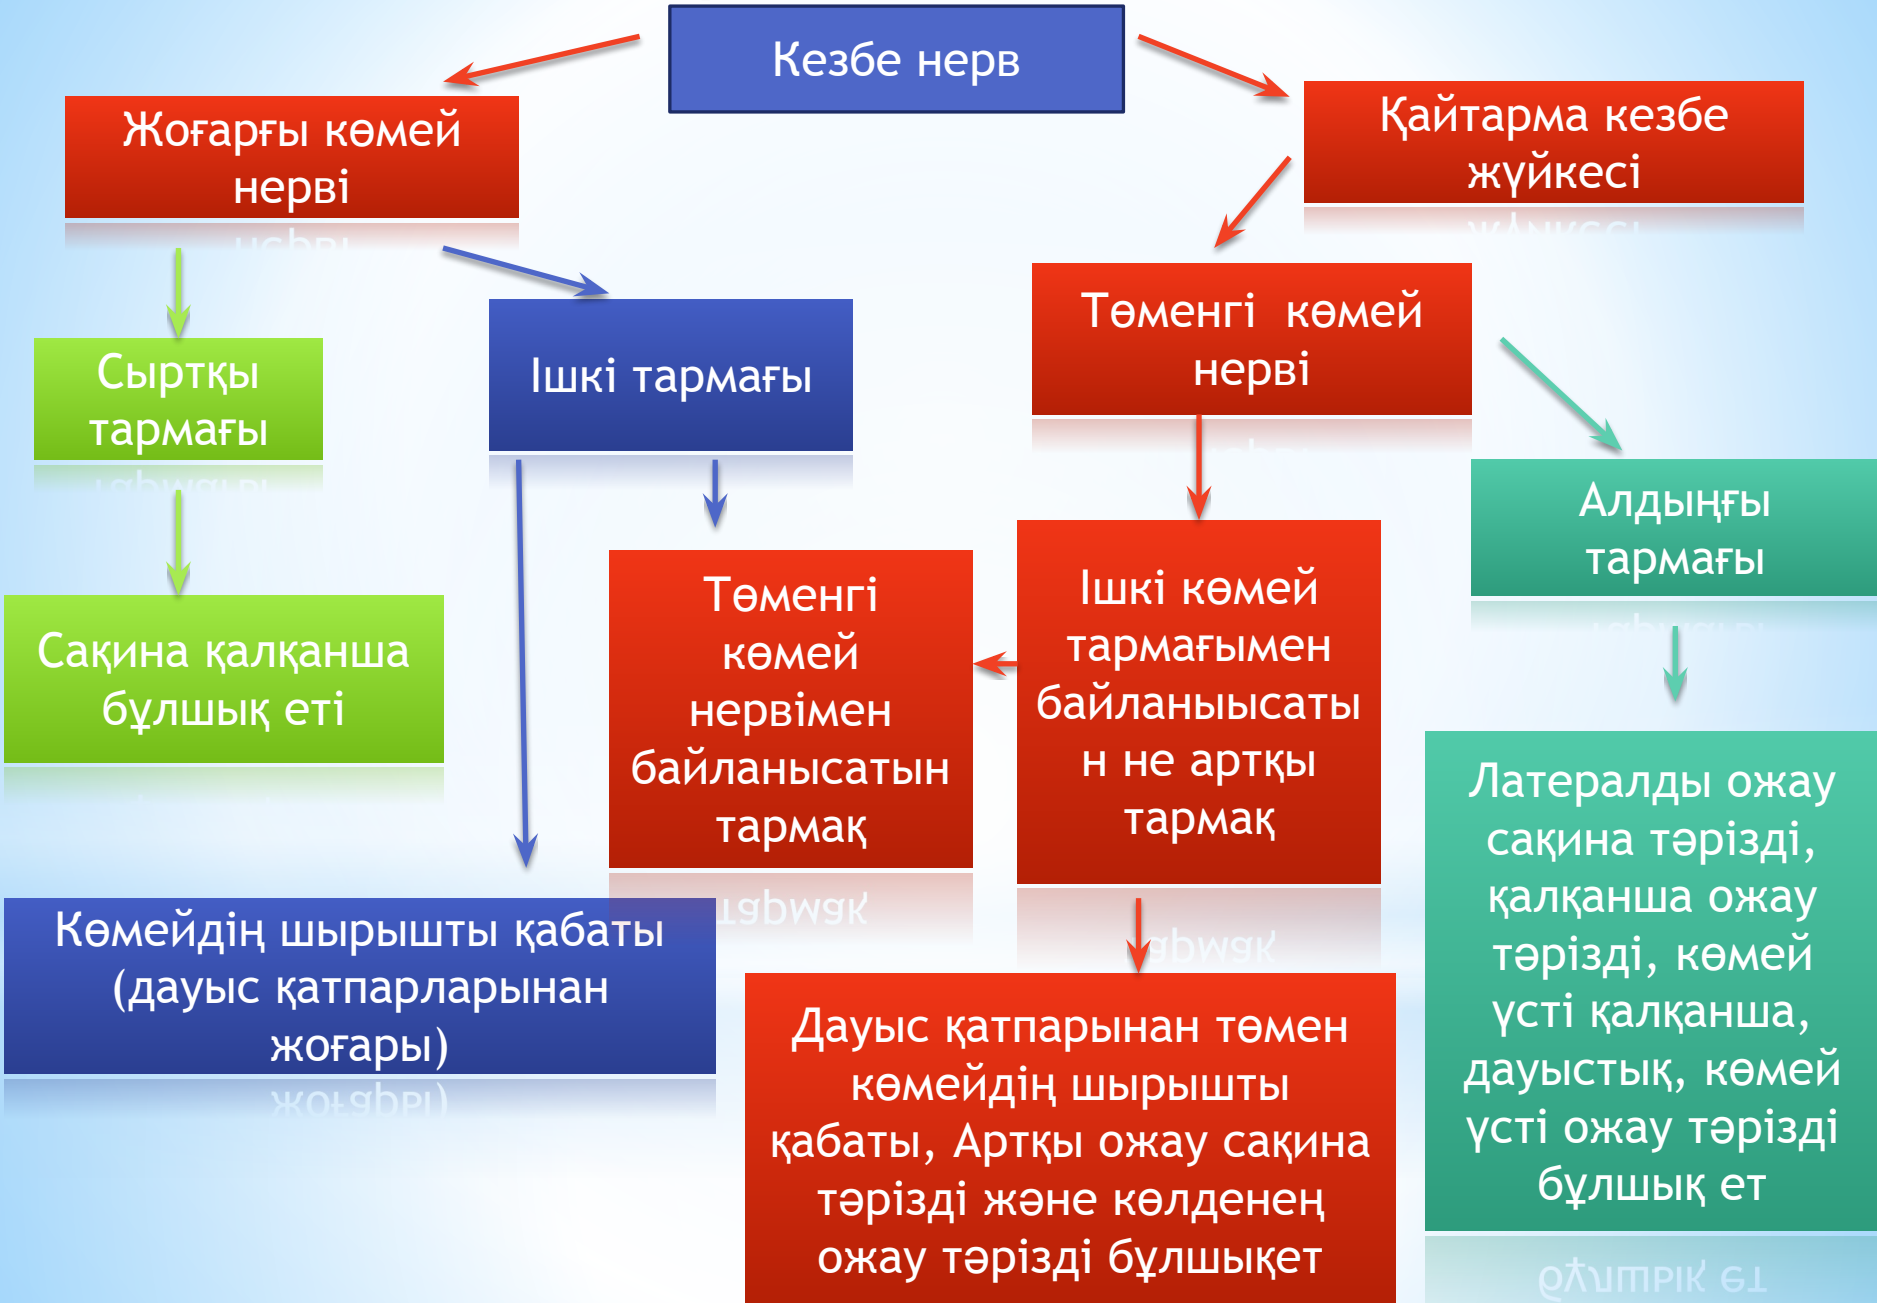 Кезбе нерв
Жоғарғы көмей
нерві
Қайтарма кезбе
жүйкесі
Сыртқы
тармағы
Ішкі тармағы
Төменгі көмей
нерві
Алдыңғы
тармағы
Сақина қалқанша
бұлшық еті
Төменгі
көмей
нервімен
байланысатын
тармақ
Ішкі көмей
тармағымен
байланыысаты
н не артқы
тармақ
Көмейдің шырышты қабаты
(дауыс қатпарларынан
жоғары)
Дауыс қатпарынан төмен
көмейдің шырышты
қабаты, Артқы ожау сақина
тәрізді және көлденең
ожау тәрізді бұлшықет
Латералды ожау
сақина тәрізді,
қалқанша ожау
тәрізді, көмей
үсті қалқанша,
дауыстық, көмей
үсті ожау тәрізді
бұлшық ет